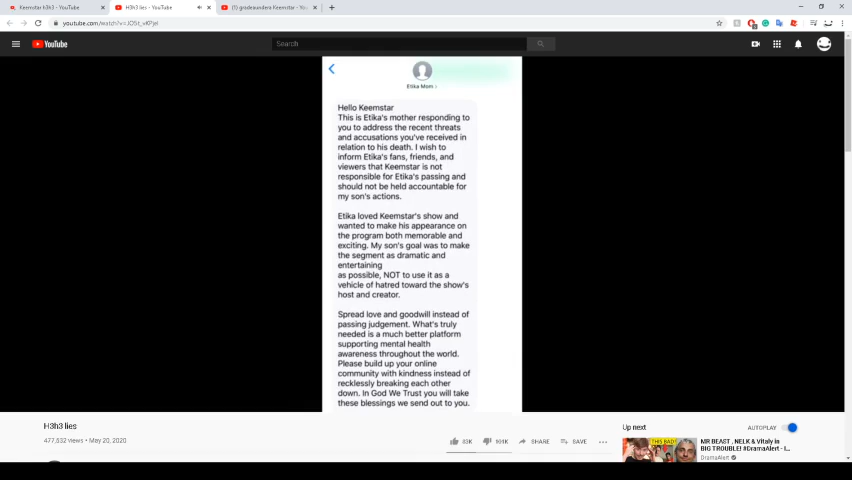 Keemstar h3h3 - YouTube
H3h3 lies - YouTube
(1) gradeaundera Keemstar - You
YouTube
Search
Etika Mom
Hello Keemstar
This is Etika's mother responding to
you to address the recent threats
and accusations you've received in
relation to his death. I wish to
inform Etika's fans, friends, and
viewers that Keemstar is not
responsible for Etika's passing and
should not be held accountable for
my son's actions.
Etika loved Keemstar's show and
wanted to make his appearance on
the program both memorable and
exciting. My son's goal was to make
the segment as dramatic and
entertaining
as possible, NOT to use it as a
vehicle of hatred toward the show's
host and creator.
Spread love and goodwill instead of
passing judgement. What's truly
needed is a much better platform
supporting mental health
awareness throughout the world.
Please build up your online
community with kindness instead of
recklessly breaking each other
down. In God We Trust you will take
these blessings we send out to you.
H3h3 lies
views • May 20, 2020
SHARE
SAVE
Up next
AUTOPLAY
THIS BAD!
MR BEAST , NELK & Vitaly in
BIG TROUBLE! #DramaAlert - I...
DramaAlert